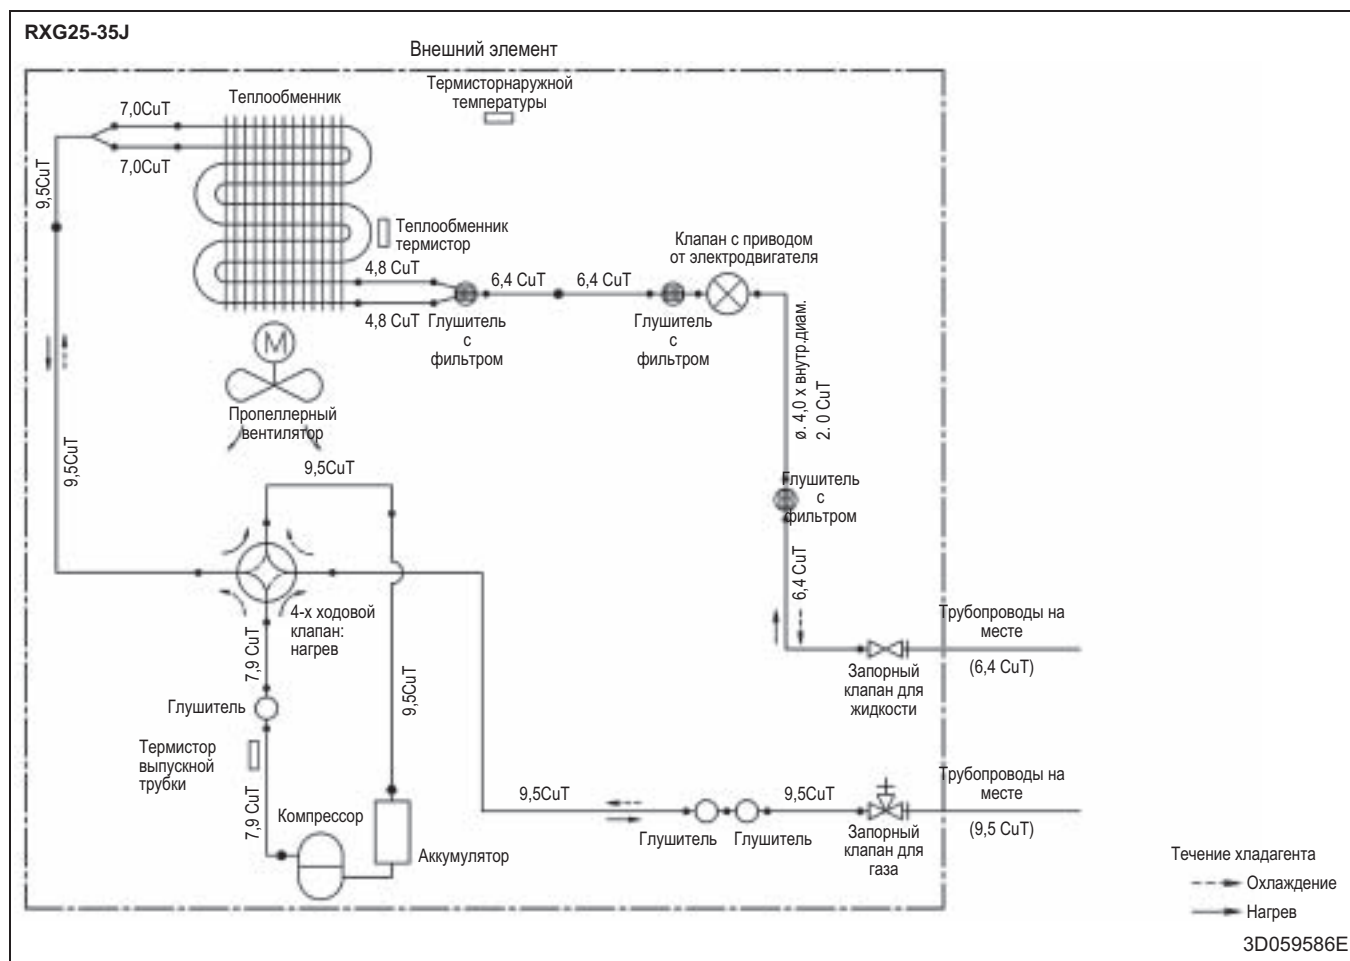 RXG25-35J
Внешний элемент
Термисторнаружной
температуры
Теплообменник
7,0CuT
7,0CuT
9,5CuT
Теплообменник
термистор
4,8 CuT
4,8 CuT
Глушитель
с
фильтром
6,4 CuT
6,4 CuT
Глушитель
с
фильтром
Клапан с приводом
от электродвигателя
ø. 4,0 x внутр.диам.
2. 0 CuT
M
Пропеллерный
вентилятор
9,5CuT
9,5CuT
Глушитель
с
фильтром
6,4 CuT
4-х ходовой
клапан:
нагрев
7,9 CuT
9,5CuT
Трубопроводы на
месте
(6,4 CuT)
Запорный
клапан для
жидкости
Глушитель
Термистор
выпускной
трубки
7,9 CuT
Компрессор
Аккумулятор
9,5CuT
Глушитель
Глушитель
9,5CuT
Запорный
клапан для
газа
Трубопроводы на
месте
(9,5 CuT)
Течение хладагента
Охлаждение
Нагрев
3D059586E